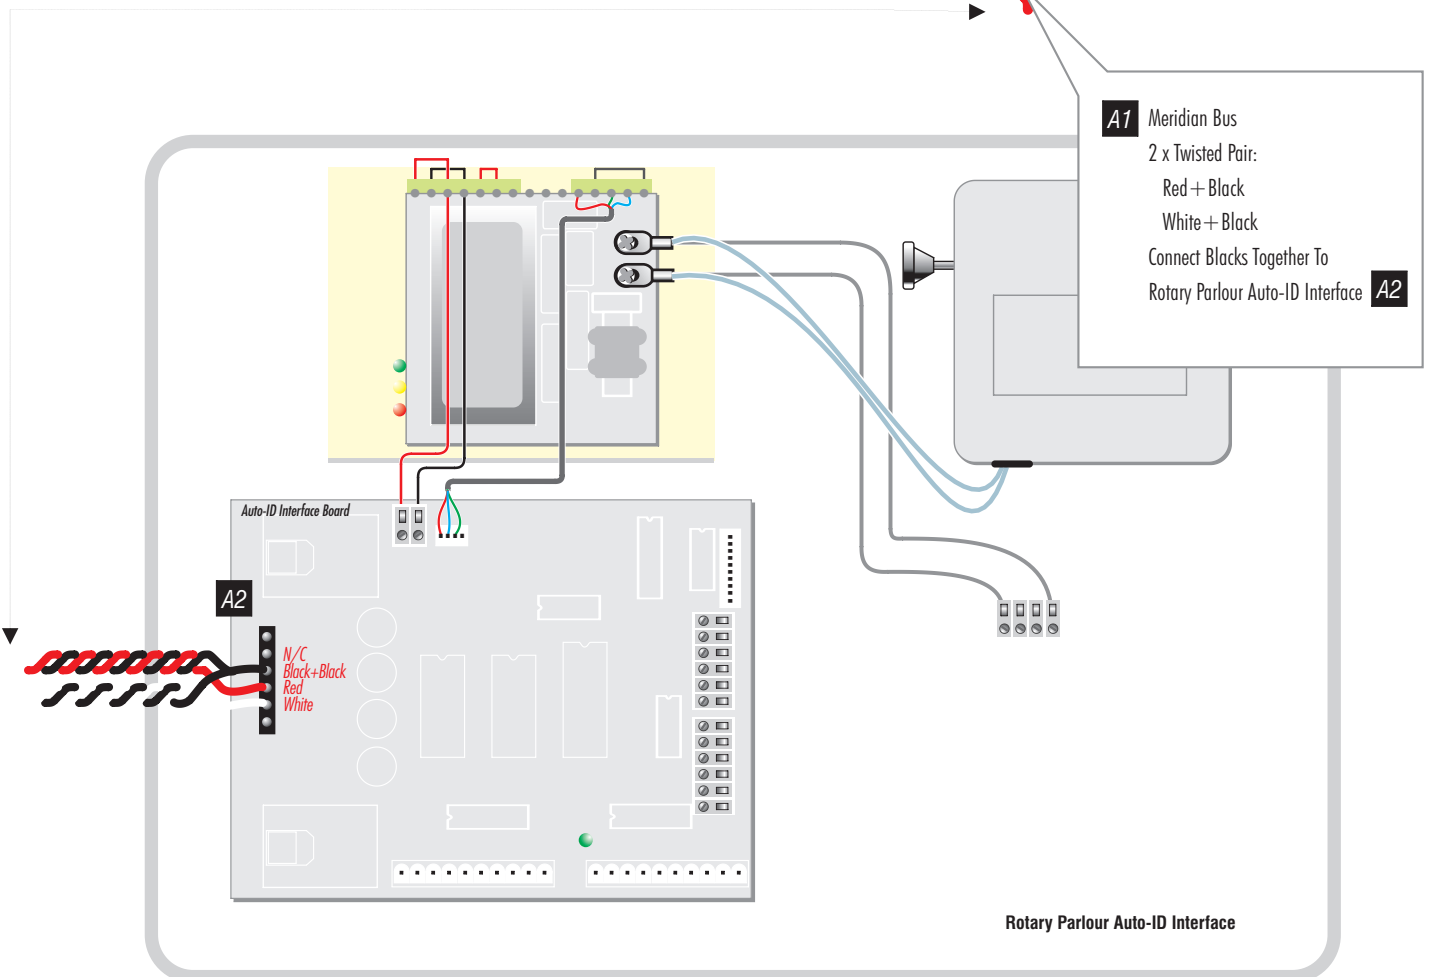 A1 Meridian Bus
2 x Twisted Pair:
Red+Black
White+Black
Connect Blacks Together To
Rotary Parlour Auto-ID Interface A2
Auto-ID Interface Board
A2
N/C
Black+Black
Red
White
Rotary Parlour Auto-ID Interface